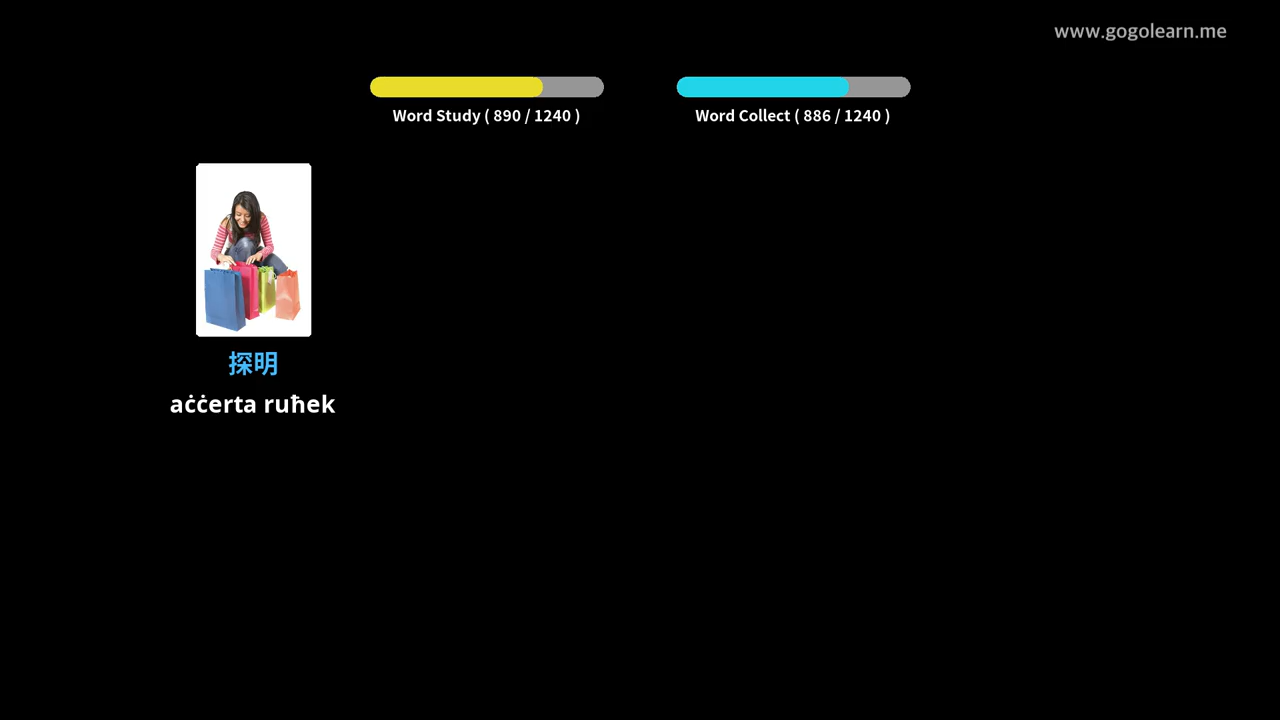 www.gogolearn.me
Word Study ( 890 / 1240 )
Word Collect ( 886 / 1240 )
探明
aċċerta ruħek